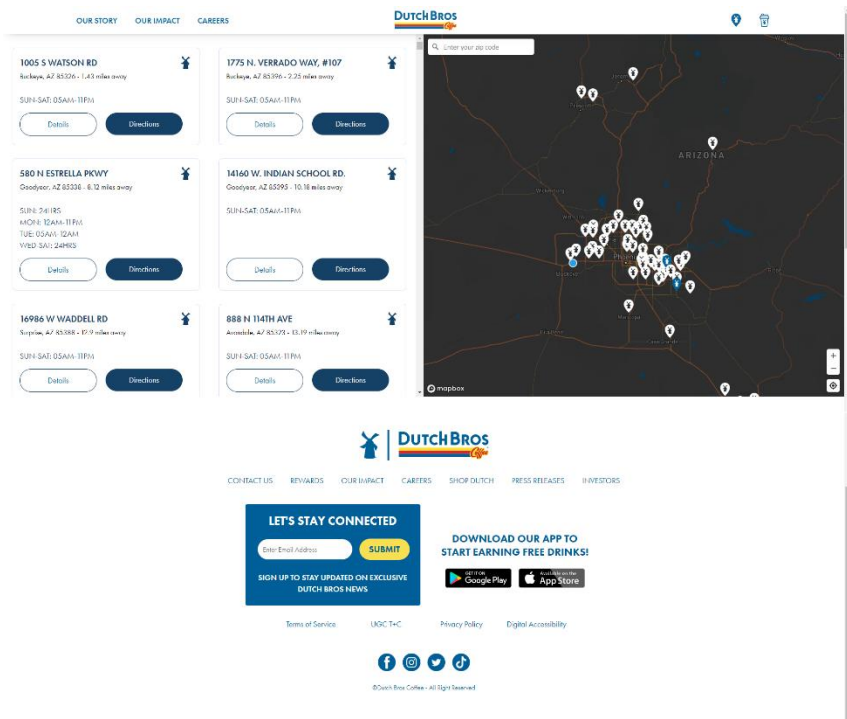 OUR STORY OUR IMPACT CAREERS
DUTCH BROS
Coffee
1005 S WATSON RD
Buckeye, AZ 85326 - 1.43 miles away
SUN-SAT: 05AM-11PM
Details Directions
1775 N. VERRADO WAY, #107
Buckeye, AZ 85396 - 2.25 miles away
SUN-SAT: 05AM-11PM
Details Directions
580 N ESTRELLA PKWY
Goodyear, AZ 85338 - 8.12 miles away
SUN: 24HRS
MON: 12AM-11PM
TUE: 05AM-12AM
WED-SAT: 24HRS
Details Directions
14160 W. INDIAN SCHOOL RD.
Goodyear, AZ 85395 - 10.18 miles away
SUN-SAT: 05AM-11PM
Details Directions
16986 W WADDELL RD
Surprise, AZ 85388 - 12.9 miles away
SUN-SAT: 05AM-11PM
Details Directions
888 N 114TH AVE
Avondale, AZ 85323 - 13.19 miles away
SUN-SAT: 05AM-11PM
Details Directions
Enter your zip code
ARIZONA
Phoenix
mapbox
DUTCH BROS
Coffee
CONTACT US REWARDS OUR IMPACT CAREERS SHOP DUTCH PRESS RELEASES INVESTORS
LET'S STAY CONNECTED
Enter Email Address SUBMIT
SIGN UP TO STAY UPDATED ON EXCLUSIVE
DUTCH BROS NEWS
DOWNLOAD OUR APP TO
START EARNING FREE DRINKS!
GET IT ON
Google Play
Available on the
App Store
Terms of Service UGC T+C Privacy Policy Digital Accessibility
©Dutch Bros Coffee - All Right Reserved